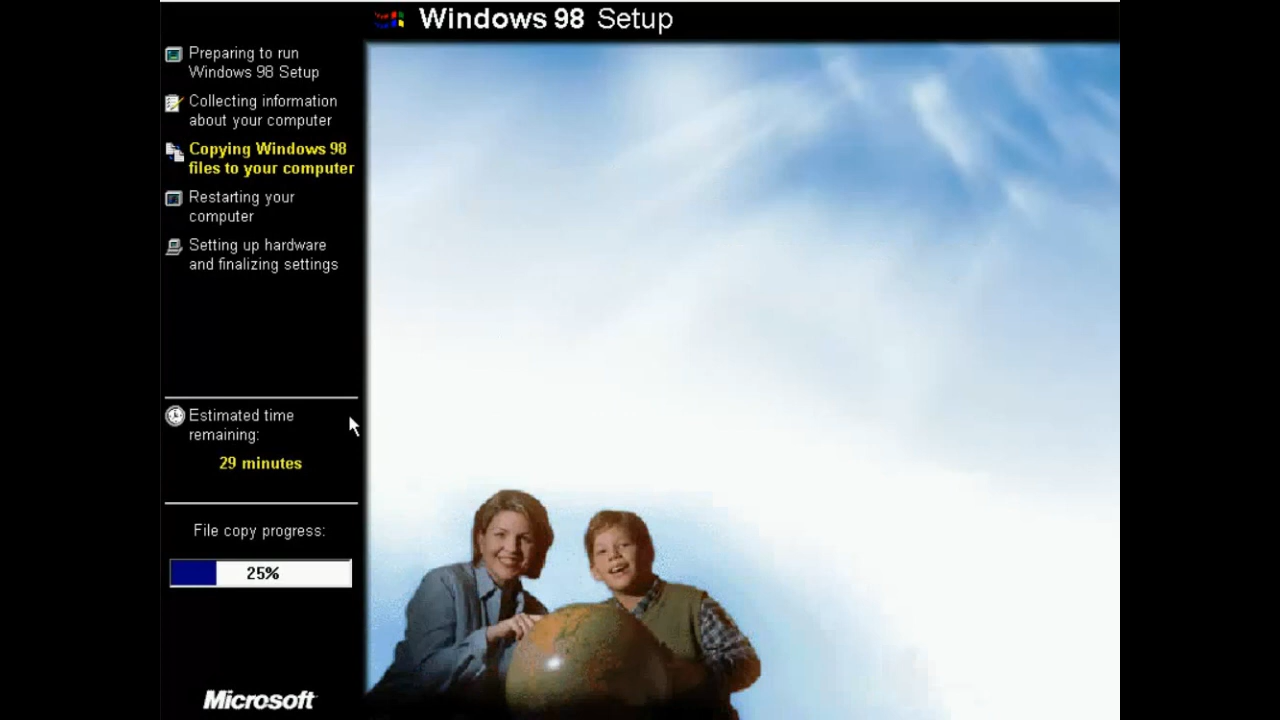 Windows 98 Setup
Preparing to run
Windows 98 Setup
Collecting information
about your computer
Copying Windows 98
files to your computer
Restarting your
computer
Setting up hardware
and finalizing settings
Estimated time
remaining:
29 minutes
File copy progress:
25%
Microsoft